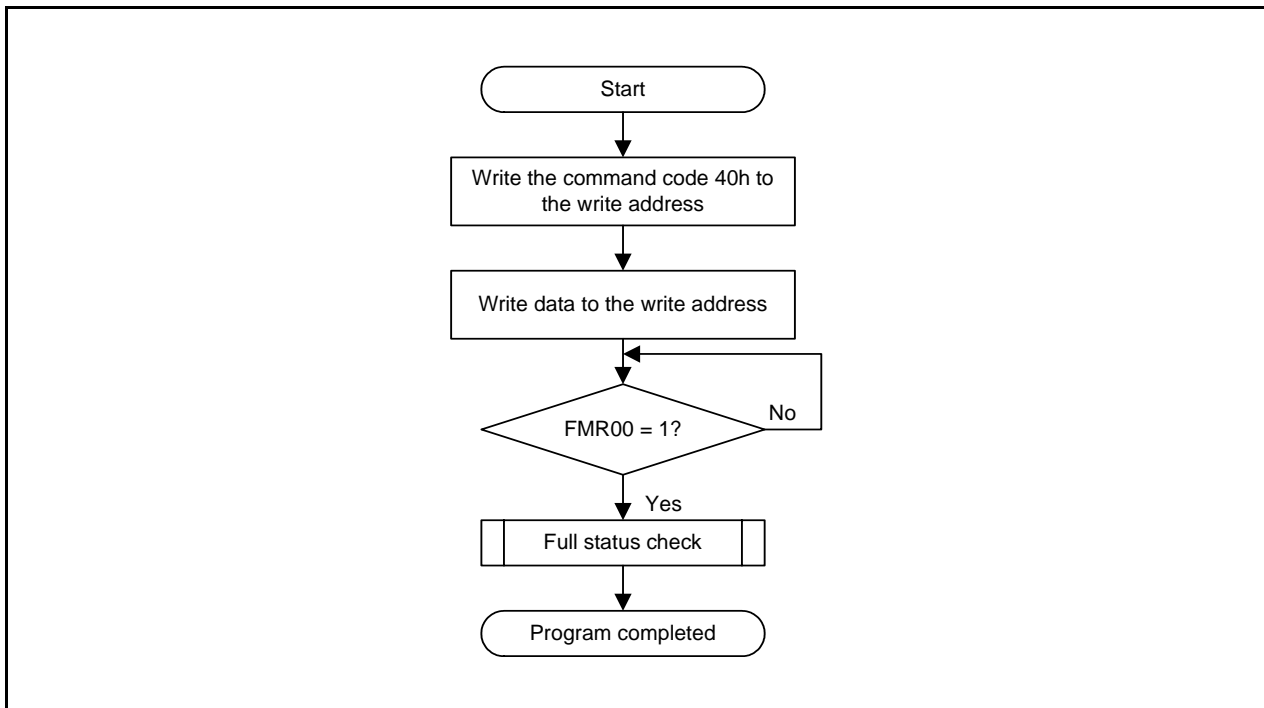 Start
Write the command code 40h to
the write address
Write data to the write address
FMR00 = 1?
No
Yes
Full status check
Program completed